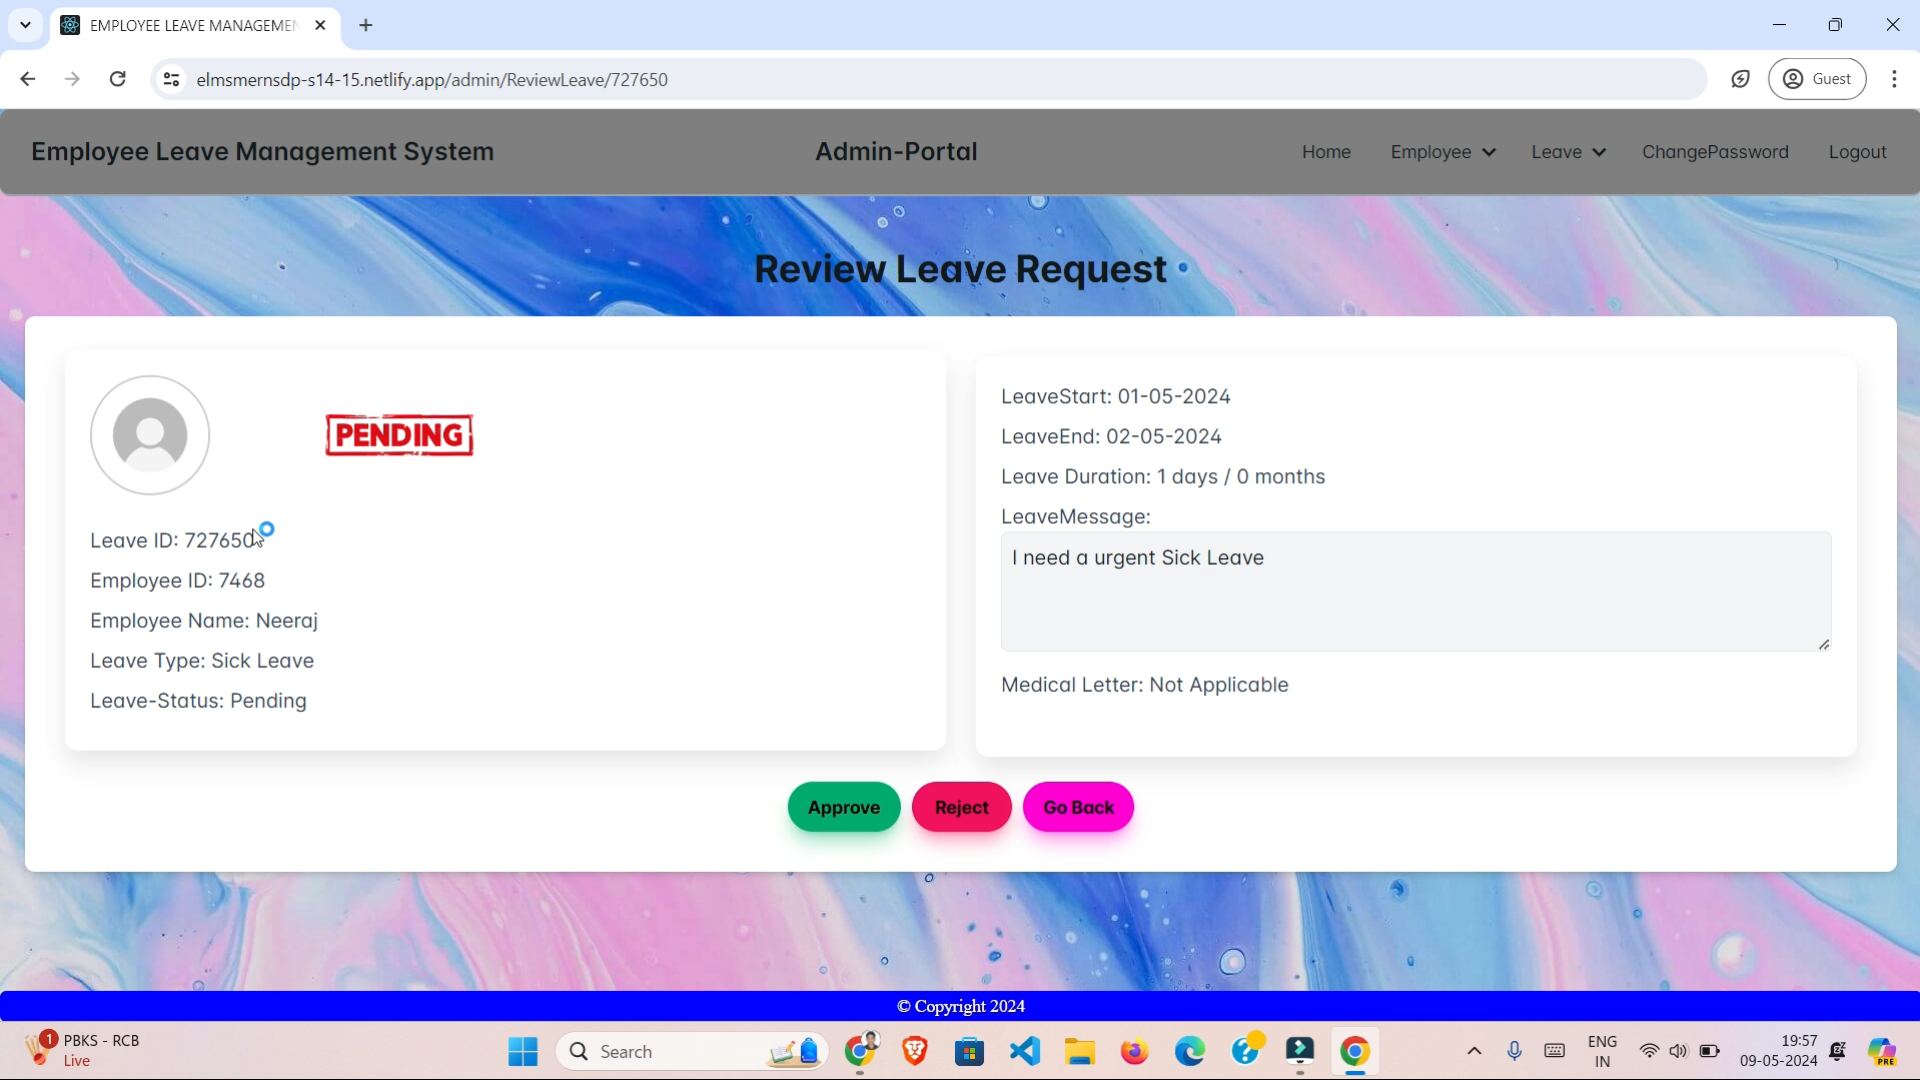 EMPLOYEE LEAVE MANAGEMEN
elmsmernsdp-s14-15.netlify.app/admin/ReviewLeave/727650
Guest
Employee Leave Management System
Admin-Portal
Home
Employee
Leave
ChangePassword
Logout
Review Leave Request
PENDING
Leave ID: 727650
Employee ID: 7468
Employee Name: Neeraj
Leave Type: Sick Leave
Leave-Status: Pending
LeaveStart: 01-05-2024
LeaveEnd: 02-05-2024
Leave Duration: 1 days / 0 months
LeaveMessage:
I need a urgent Sick Leave
Medical Letter: Not Applicable
Approve
Reject
Go Back
© Copyright 2024
1
PBKS - RCB
Live
Search
ENG
IN
19:57
09-05-2024
PRE